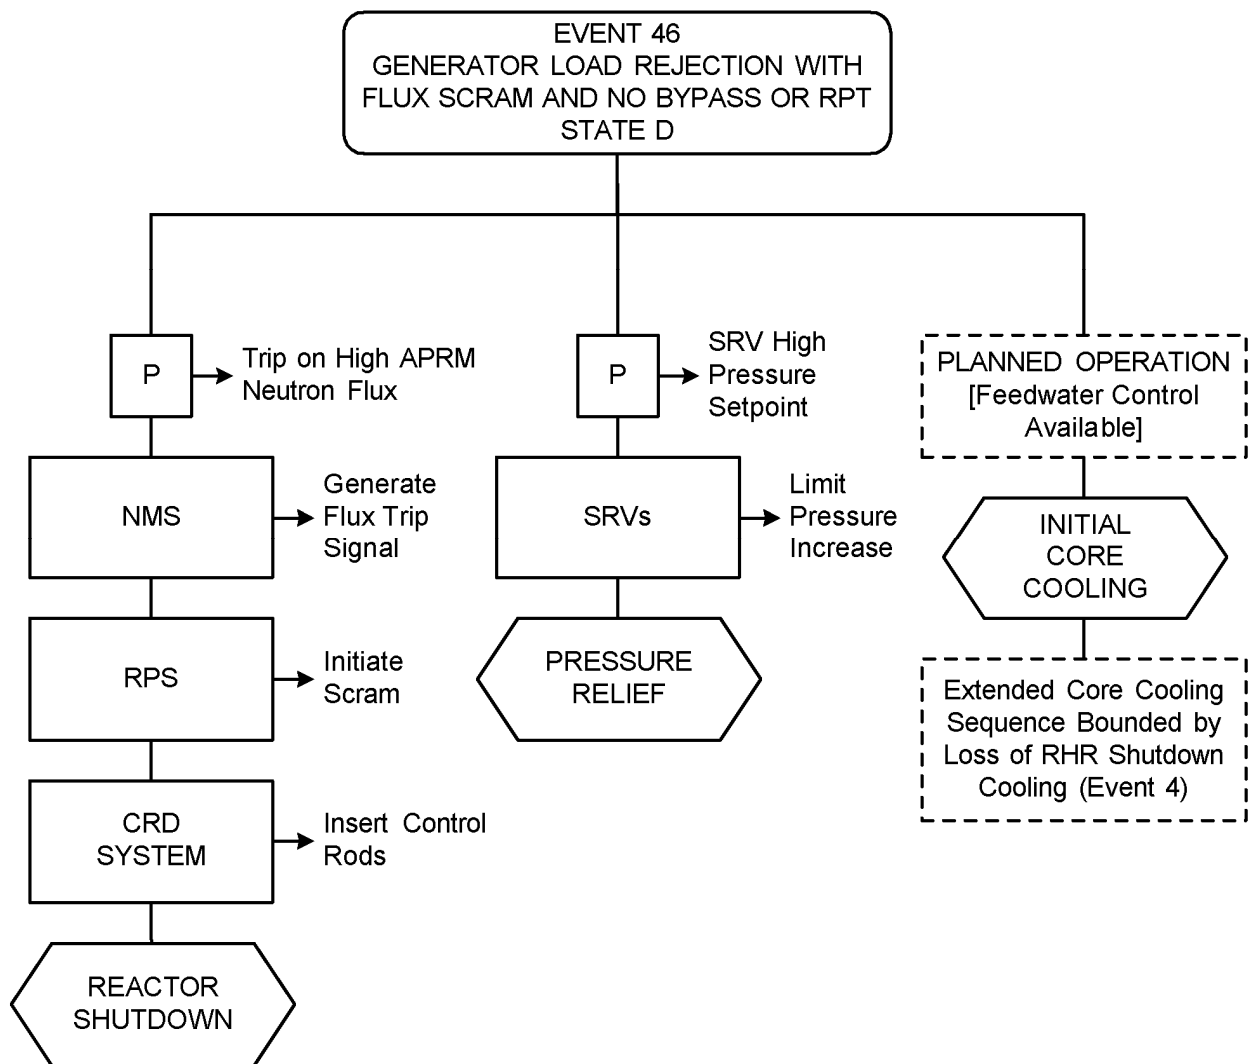 EVENT 46
GENERATOR LOAD REJECTION WITH
FLUX SCRAM AND NO BYPASS OR RPT
STATE D
P
Trip on High APRM
Neutron Flux
NMS
Generate
Flux Trip
Signal
RPS
Initiate
Scram
CRD
SYSTEM
Insert Control
Rods
REACTOR
SHUTDOWN
P
SRV High
Pressure
Setpoint
SRVs
Limit
Pressure
Increase
PRESSURE
RELIEF
PLANNED OPERATION
[Feedwater Control
Available]
INITIAL
CORE
COOLING
Extended Core Cooling
Sequence Bounded by
Loss of RHR Shutdown
Cooling (Event 4)